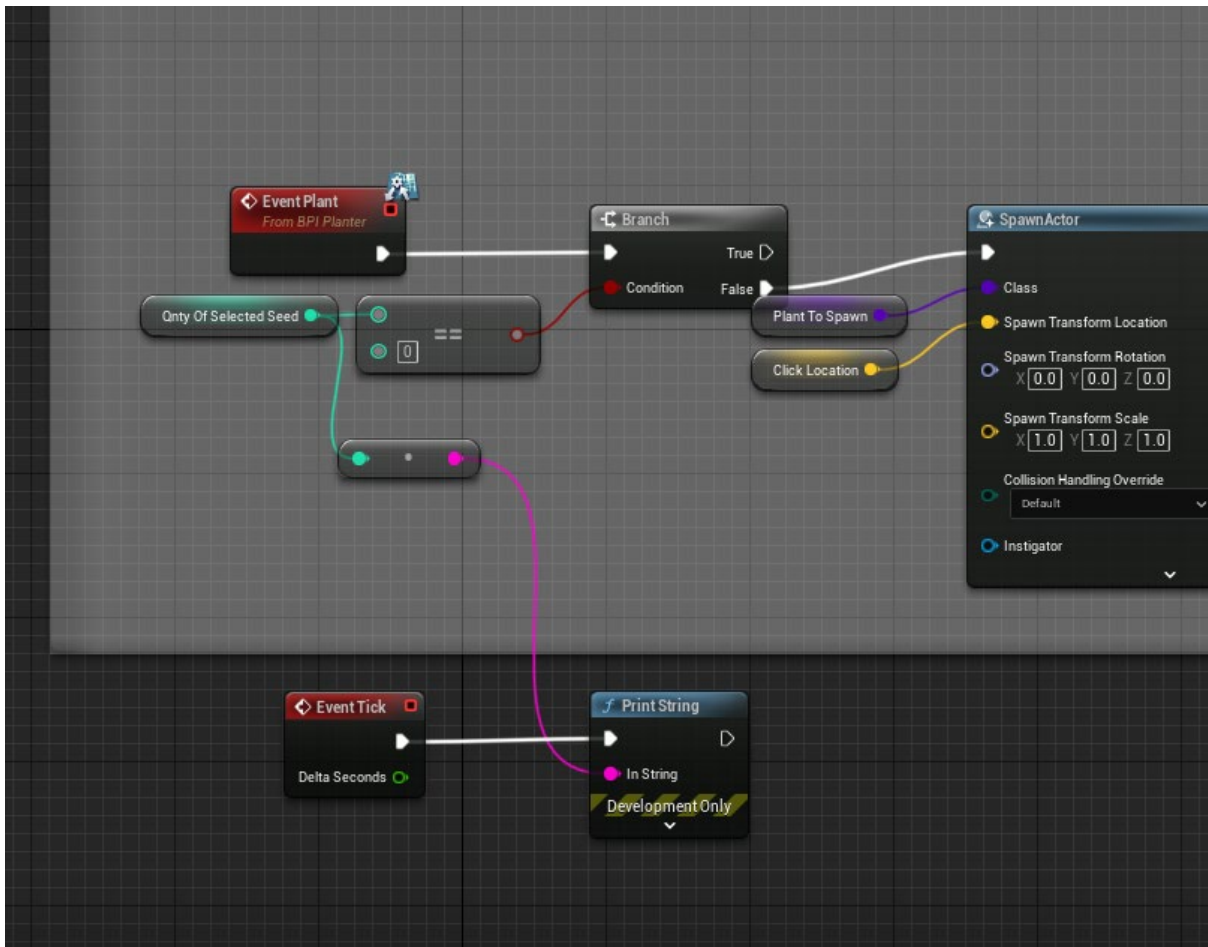 Event Plant
From BPI Planter
Branch
True
Condition
False
SpawnActor
Class
Spawn Transform Location
Spawn Transform Rotation
X 0.0 Y 0.0 Z 0.0
Spawn Transform Scale
X 1.0 Y 1.0 Z 1.0
Collision Handling Override
Default
Instigator
Qnty Of Selected Seed
==
0
Plant To Spawn
Click Location
Event Tick
Delta Seconds
f Print String
In String
Development Only